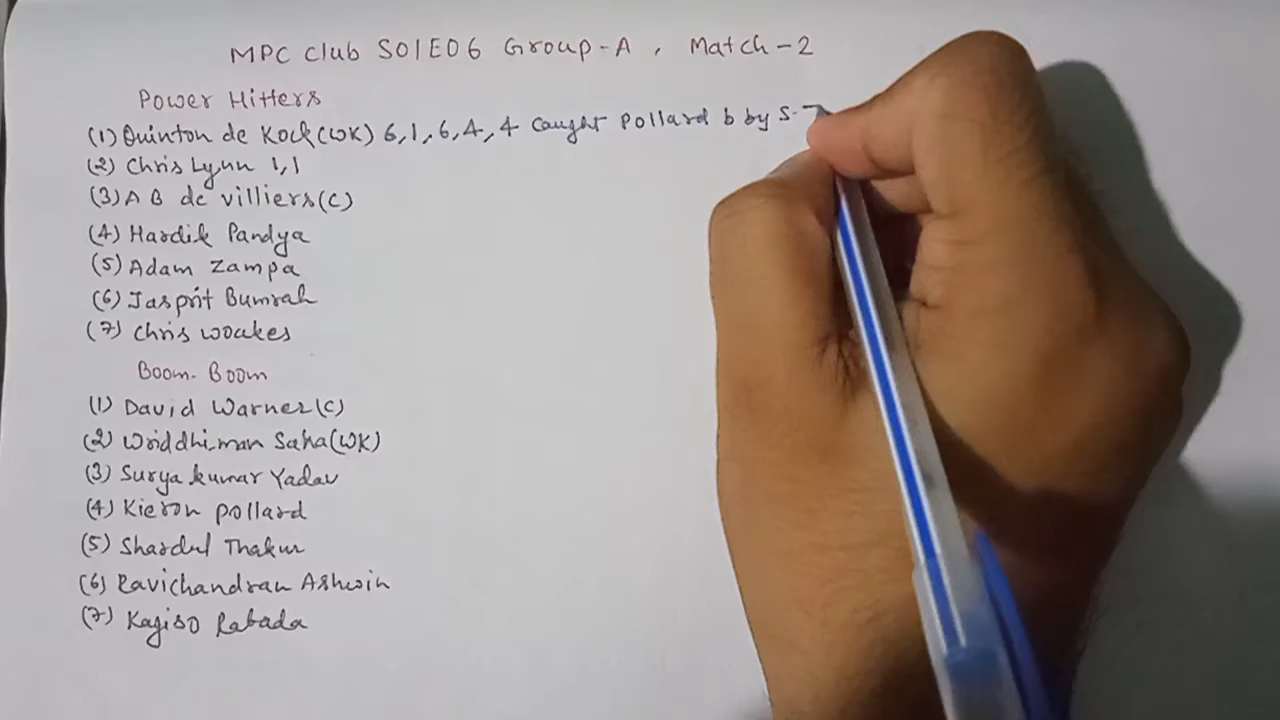 MPC Club S01E06 Group-A, Match-2
Power Hitters
(1) Quinton de Kock(WK) 6,1,6,4,4 Caught Pollard b by S.T
(2) Chris Lynn 1,1
(3) A B de villiers(C)
(4) Hardik Pandya
(5) Adam Zampa
(6) Jasprit Bumrah
(7) Chris woakes
Boom-Boom
(1) David Warner(C)
(2) Wriddhiman Saha(WK)
(3) Surya kumar Yadav
(4) Kieron pollard
(5) Shardul Thakur
(6) Ravichandran Ashwin
(7) Kagiso Rabada